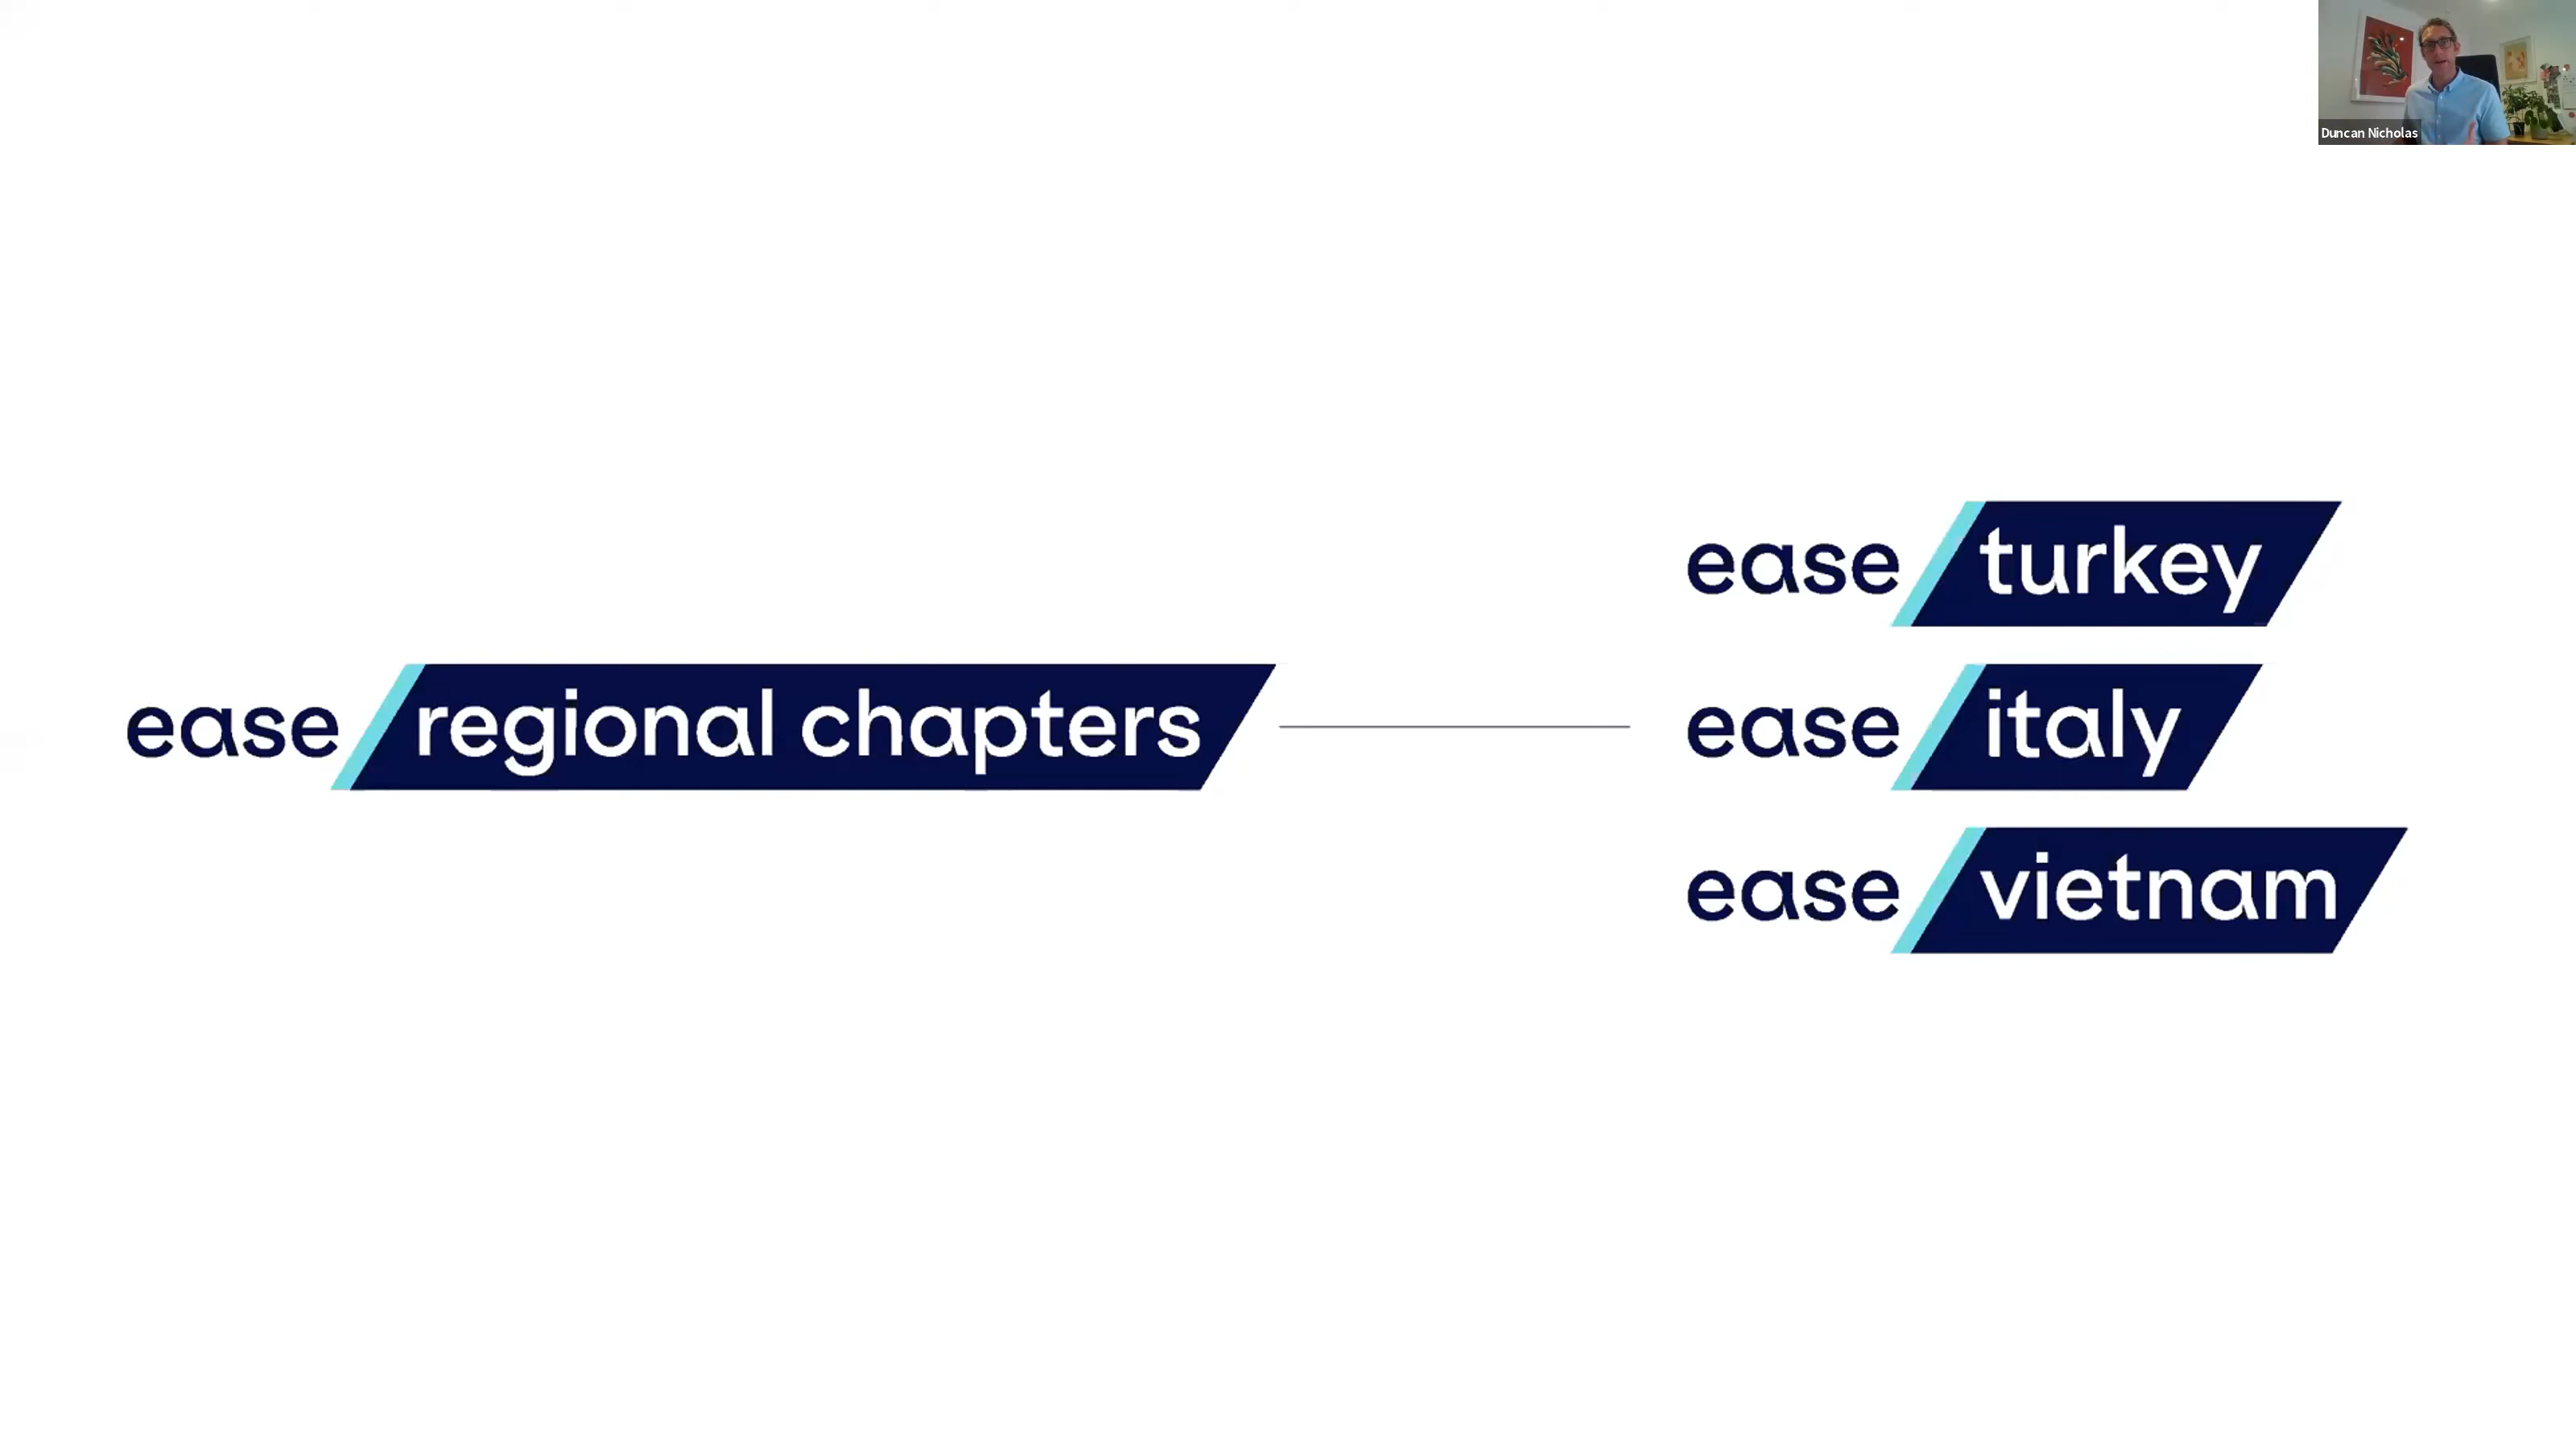 Duncan Nicholas
ease regional chapters
ease turkey
ease italy
ease vietnam